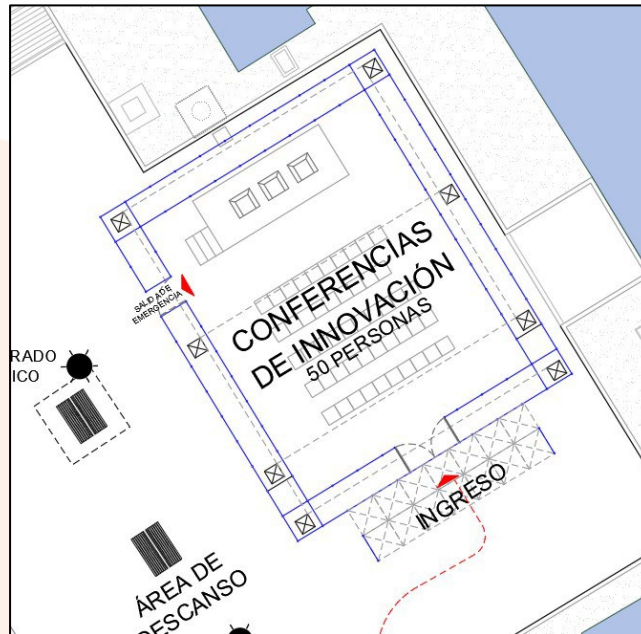 SALIDA DE
EMERGENCIA
CONFERENCIAS
DE INNOVACIÓN
50 PERSONAS
RADO
ICO
INGRESO
ÁREA DE
DESCANSO